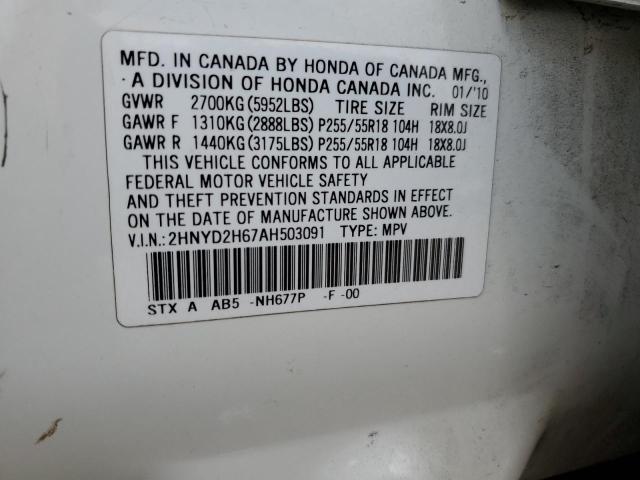 MFD. IN CANADA BY HONDA OF CANADA MFG.,
A DIVISION OF HONDA CANADA INC. 01/'10
GVWR 2700KG(5952LBS) TIRE SIZE RIM SIZE
GAWR F 1310KG(2888LBS) P255/55R18 104H 18X8.0J
GAWR R 1440KG(3175LBS) P255/55R18 104H 18X8.0J
THIS VEHICLE CONFORMS TO ALL APPLICABLE
FEDERAL MOTOR VEHICLE SAFETY
AND THEFT PREVENTION STANDARDS IN EFFECT
ON THE DATE OF MANUFACTURE SHOWN ABOVE.
V.I.N.:2HNYD2H67AH503091 TYPE: MPV
STX A AB5 -NH677P -F -00